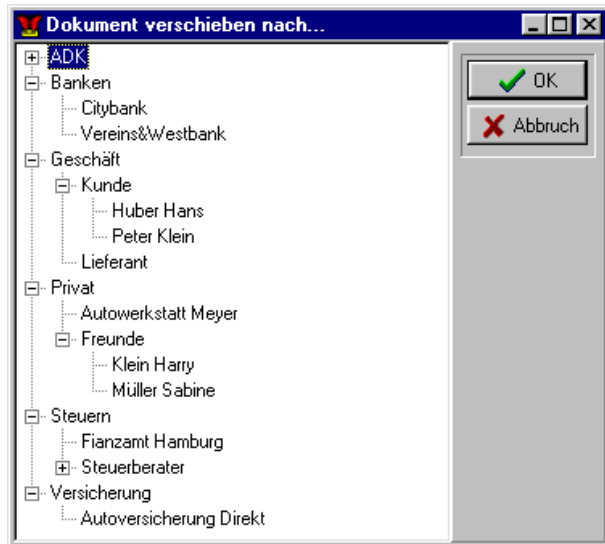 Dokument verschieben nach...
ADK
Banken
Citybank
Vereins&Westbank
Geschäft
Kunde
Huber Hans
Peter Klein
Lieferant
Privat
Autowerkstatt Meyer
Freunde
Klein Harry
Müller Sabine
Steuern
Fianzamt Hamburg
Steuerberater
Versicherung
Autoversicherung Direkt
OK
Abbruch